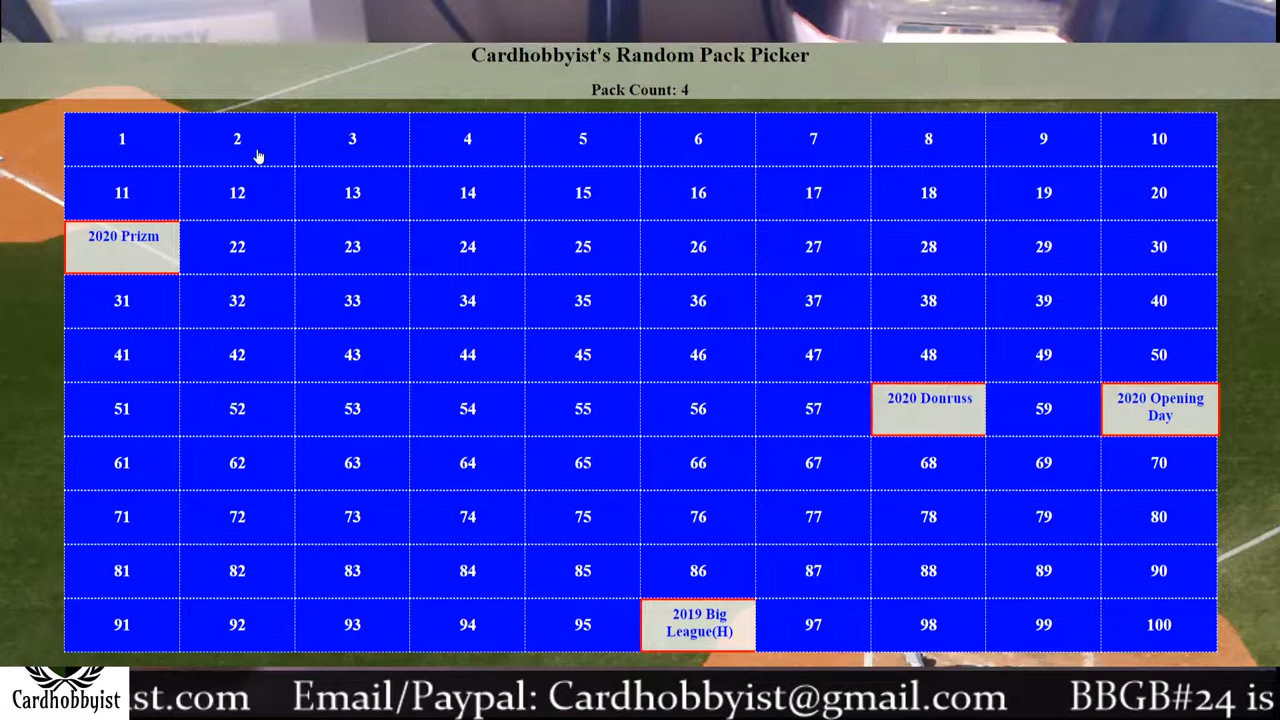 Cardhobbyist's Random Pack Picker
Pack Count: 4
1 2 3 4 5 6 7 8 9 10
11 12 13 14 15 16 17 18 19 20
2020 Prizm 22 23 24 25 26 27 28 29 30
31 32 33 34 35 36 37 38 39 40
41 42 43 44 45 46 47 48 49 50
51 52 53 54 55 56 57 2020 Donruss 59 2020 Opening
Day
61 62 63 64 65 66 67 68 69 70
71 72 73 74 75 76 77 78 79 80
81 82 83 84 85 86 87 88 89 90
91 92 93 94 95 2019 Big
League(H) 97 98 99 100
Cardhobbyist
st.com Email/Paypal: Cardhobbyist@gmail.com BBGB#24 is